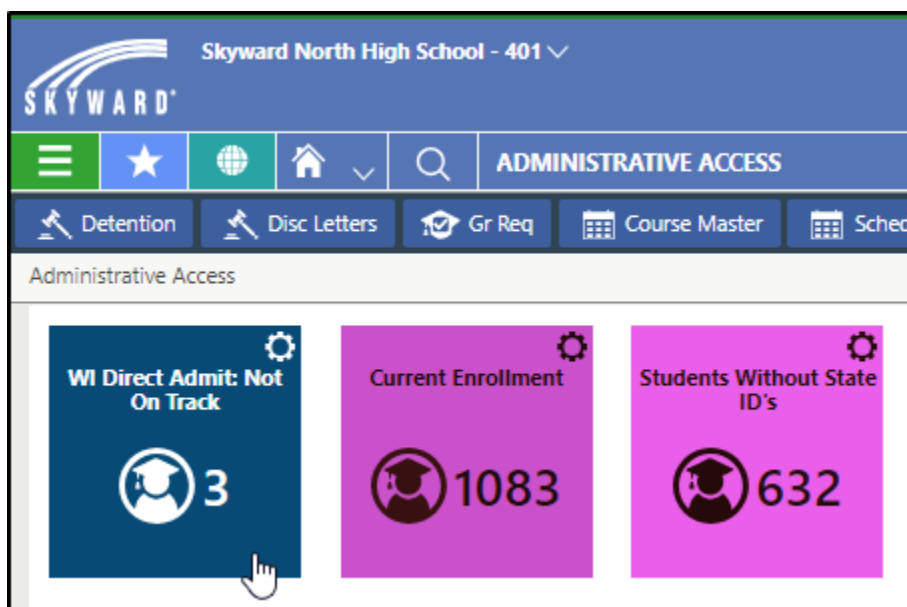 Skyward North High School - 401
SKYWARD
ADMINISTRATIVE ACCESS
Detention
Disc Letters
Gr Req
Course Master
Administrative Access
WI Direct Admit: Not
On Track
3
Current Enrollment
1083
Students Without State
ID's
632